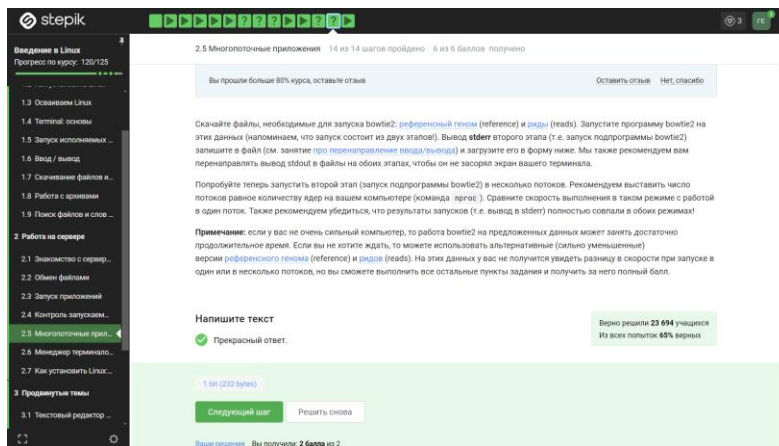 stepik
3
Введение в Linux
Прогресс по курсу: 120/125
1.3 Осваиваем Linux
1.4 Terminal: основы
1.5 Запуск исполняемых ...
1.6 Ввод / вывод
1.7 Скачивание файлов и...
1.8 Работа с архивами
1.9 Поиск файлов и слов ...
2 Работа на сервере
2.1 Знакомство с сервер...
2.2 Обмен файлами
2.3 Запуск приложений
2.4 Контроль запускаем...
2.5 Многопоточные прил...
2.6 Менеджер терминало...
2.7 Как установить Linux:...
3 Продвинутые темы
3.1 Текстовый редактор ...
2.5 Многопоточные приложения 14 из 14 шагов пройдено 6 из 6 баллов получено
Вы прошли больше 80% курса, оставьте отзыв Оставить отзыв Нет, спасибо
Скачайте файлы, необходимые для запуска bowtie2: референсный геном (reference) и риды (reads). Запустите программу bowtie2 на
этих данных (напоминаем, что запуск состоит из двух этапов!). Вывод stderr второго этапа (т.е. запуск подпрограммы bowtie2)
запишите в файл (см. занятие про перенаправление ввода/вывода) и загрузите его в форму ниже. Мы также рекомендуем вам
перенаправлять вывод stdout в файлы на обоих этапах, чтобы он не засорял экран вашего терминала.
Попробуйте теперь запустить второй этап (запуск подпрограммы bowtie2) в несколько потоков. Рекомендуем выставить число
потоков равное количеству ядер на вашем компьютере (команда nproc ). Сравните скорость выполнения в таком режиме с работой
в один поток. Также рекомендуем убедиться, что результаты запусков (т.е. вывод в stderr) полностью совпали в обоих режимах!
Примечание: если у вас не очень сильный компьютер, то работа bowtie2 на предложенных данных может занять достаточно
продолжительное время. Если вы не хотите ждать, то можете использовать альтернативные (сильно уменьшенные)
версии референсного генома (reference) и ридов (reads). На этих данных у вас не получится увидеть разницу в скорости при запуске в
один или в несколько потоков, но вы сможете выполнить все остальные пункты задания и получить за него полный балл.
Напишите текст
Прекрасный ответ.
Верно решили 23 694 учащихся
Из всех попыток 65% верных
1.txt (232 bytes)
Следующий шаг Решить снова
Ваши решения Вы получили: 2 балла из 2